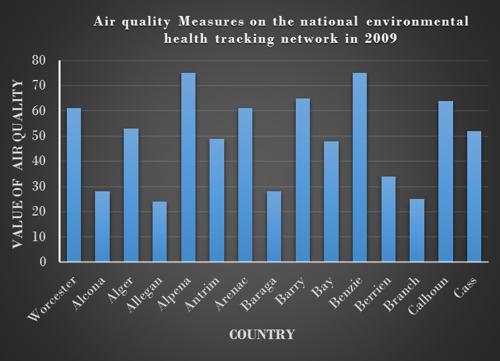 Air quality Measures on the national environmental
health tracking network in 2009
VALUE OF AIR QUALITY
80
70
60
50
40
30
20
10
0
Worcester
Alcona
Alger
Allegan
Alpena
Antrim
Arenac
Baraga
Barry
Bay
Benzie
Berrien
Branch
Calhoun
Cass
COUNTRY